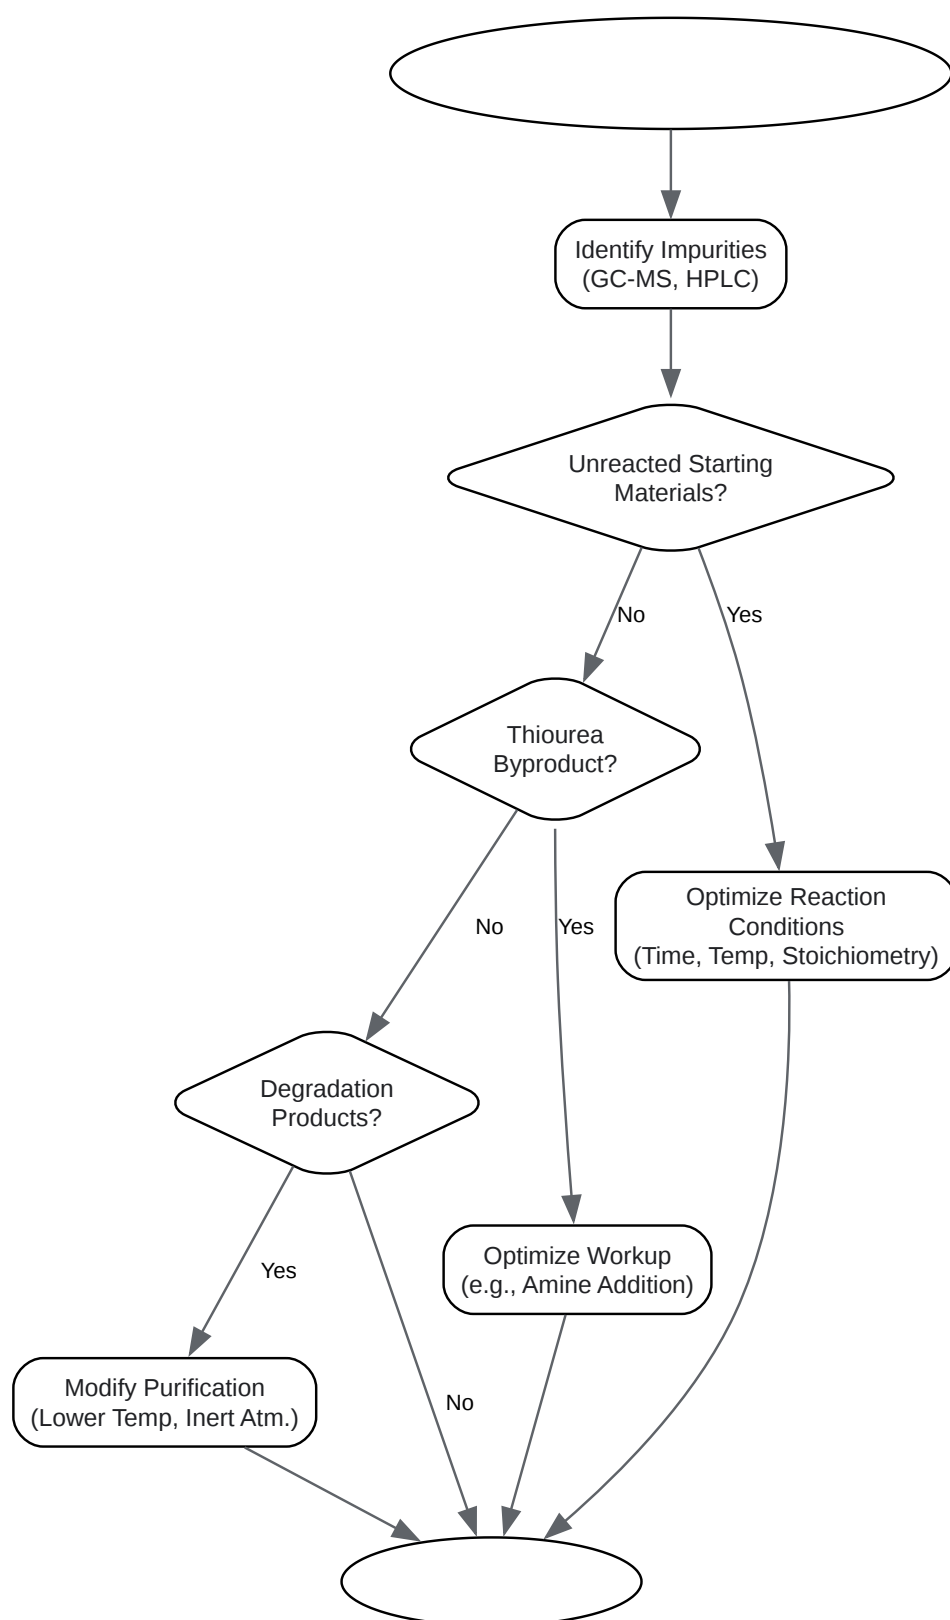 Identify Impurities
(GC-MS, HPLC)
Unreacted Starting
Materials?
No
Yes
Thiourea
Byproduct?
Optimize Reaction
Conditions
(Time, Temp, Stoichiometry)
No
Yes
Degradation
Products?
Optimize Workup
(e.g., Amine Addition)
Yes
Modify Purification
(Lower Temp, Inert Atm.)
No